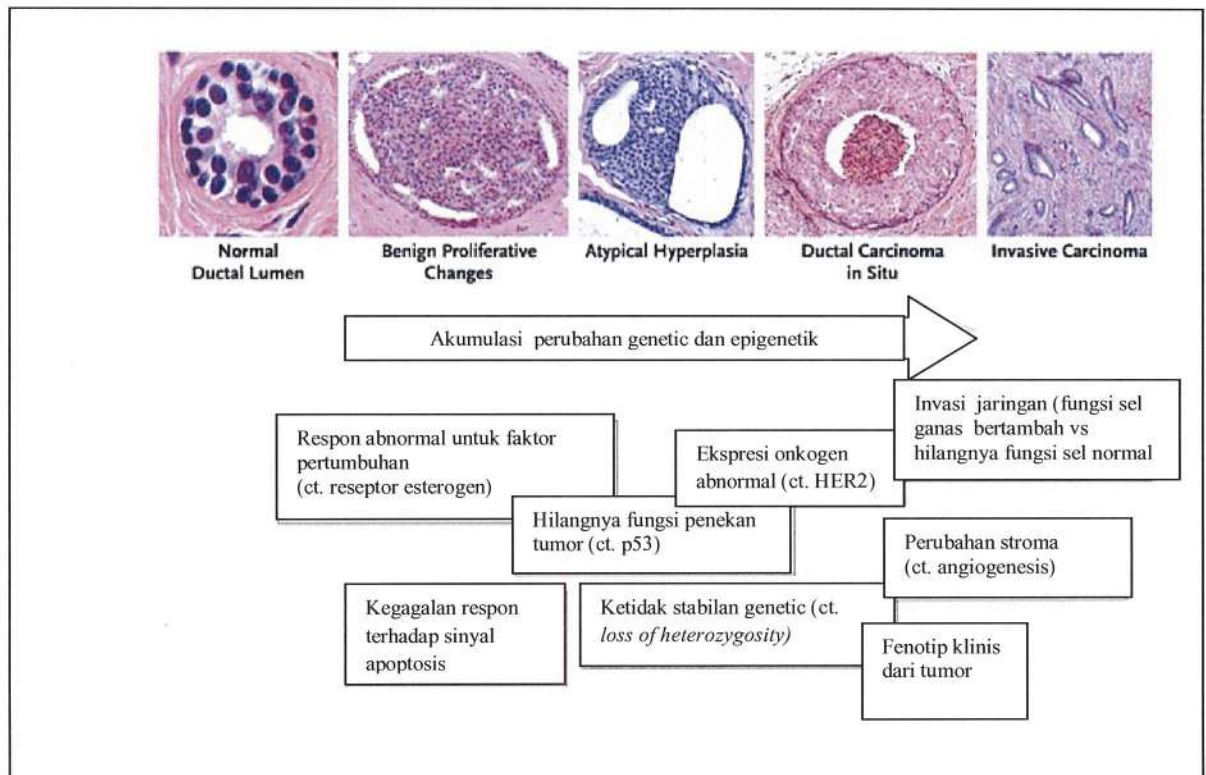 Normal
Ductal Lumen
Benign Proliferative
Changes
Atypical Hyperplasia
Ductal Carcinoma
in Situ
Invasive Carcinoma
Akumulasi perubahan genetic dan epigenetik
Respon abnormal untuk faktor
pertumbuhan
(ct. reseptor esterogen)
Hilangnya fungsi penekan
tumor (ct. p53)
Ekspresi onkogen
abnormal (ct. HER2)
Invasi jaringan (fungsi sel
ganas bertambah vs
hilangnya fungsi sel normal
Perubahan stroma
(ct. angiogenesis)
Kegagalan respon
terhadap sinyal
apoptosis
Ketidak stabilan genetic (ct.
loss of heterozygosity)
Fenotip klinis
dari tumor